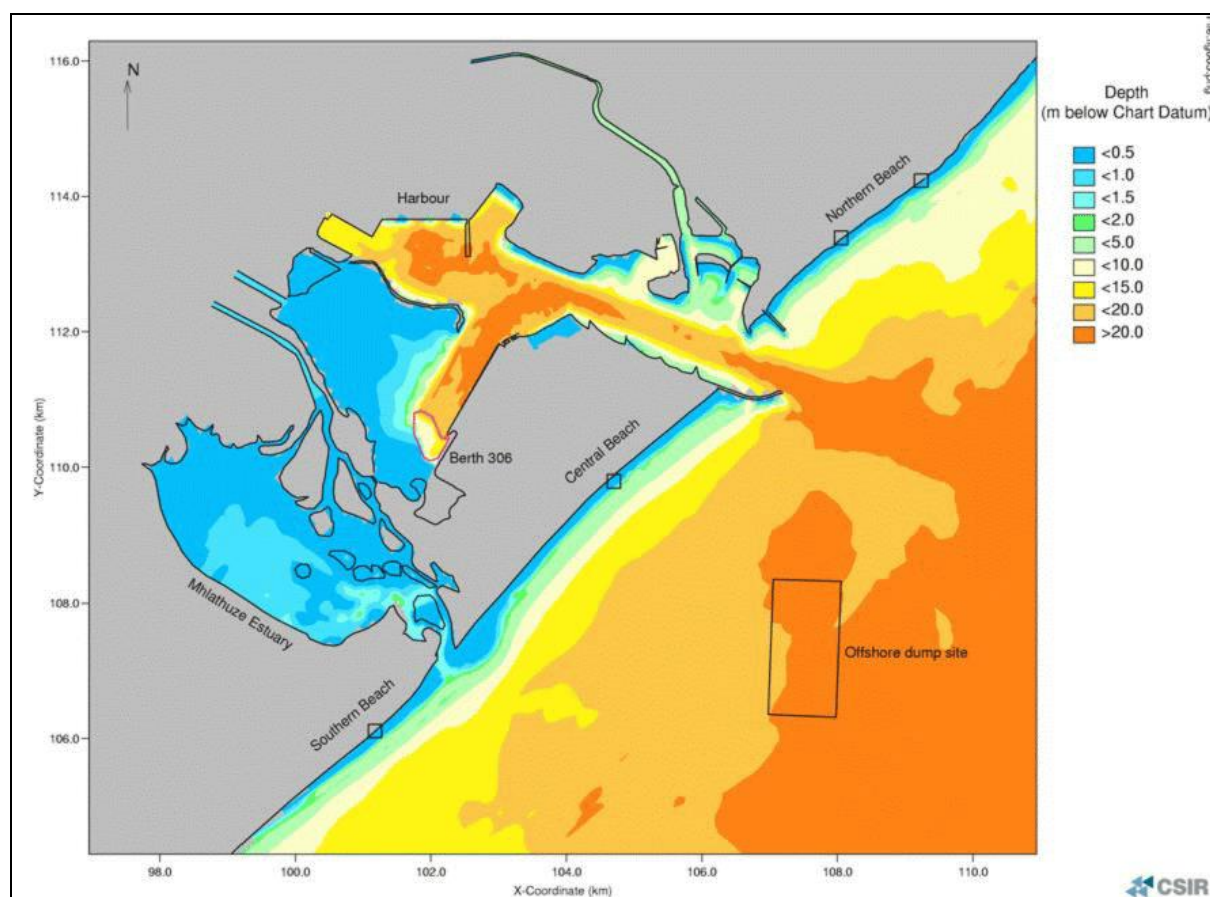 N
Harbour
Northern Beach
Berth 306
Central Beach
Mhlathuze Estuary
Offshore dump site
Southern Beach
Depth
(m below Chart Datum)
<0.5
<1.0
<1.5
<2.0
<5.0
<10.0
<15.0
<20.0
>20.0
Y-Coordinate (km)
116.0
114.0
112.0
110.0
108.0
106.0
98.0 100.0 102.0 104.0 106.0 108.0 110.0
X-Coordinate (km)
CSIR